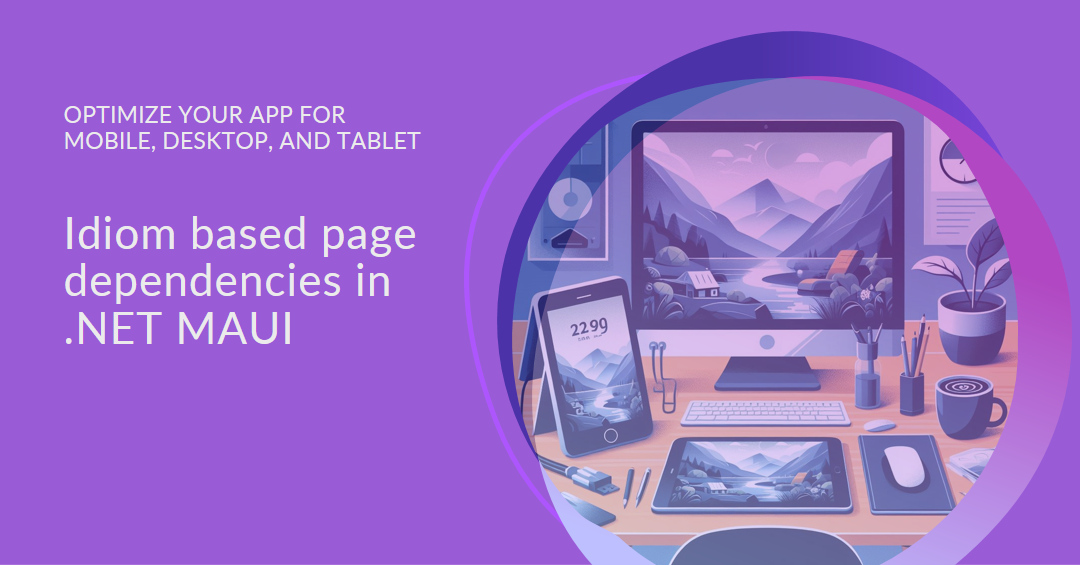 OPTIMIZE YOUR APP FOR
MOBILE, DESKTOP, AND TABLET
Idiom based page
dependencies in
.NET MAUI
2299